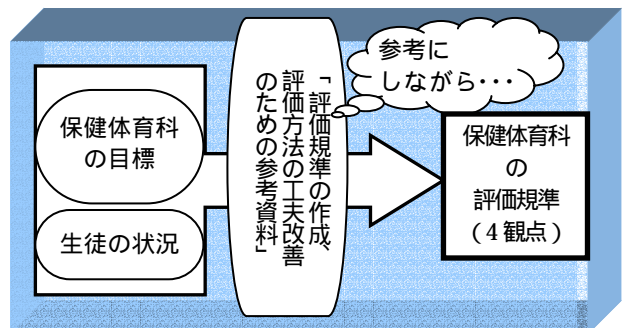 保健体育科
の目標
生徒の状況
「評価規準の作成、
評価方法の工夫改善
のための参考資料」
参考に
しながら･･･
保健体育科
の
評価規準
(４観点)